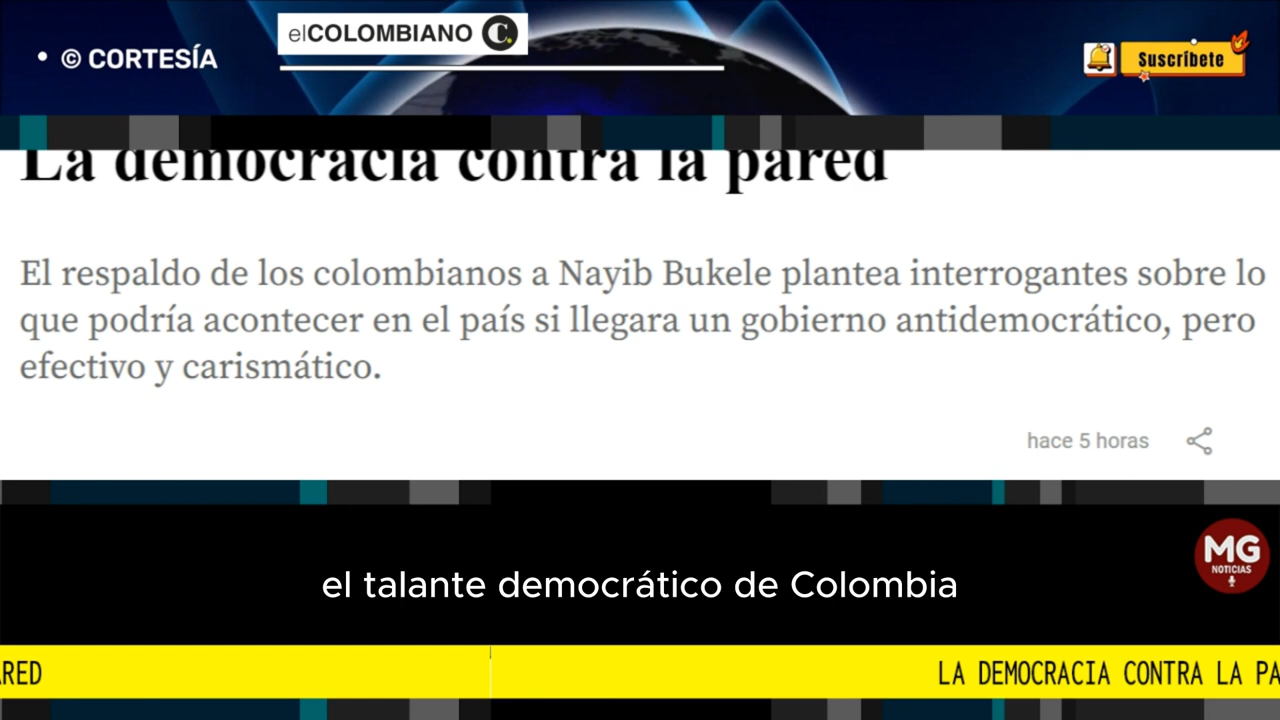 • © CORTESÍA
elCOLOMBIANO C.
Suscríbete
La democracia contra la pared
El respaldo de los colombianos a Nayib Bukele plantea interrogantes sobre lo
que podría acontecer en el país si llegara un gobierno antidemocrático, pero
efectivo y carismático.
hace 5 horas
MG
NOTICIAS
el talante democrático de Colombia
ARED
LA DEMOCRACIA CONTRA LA PA